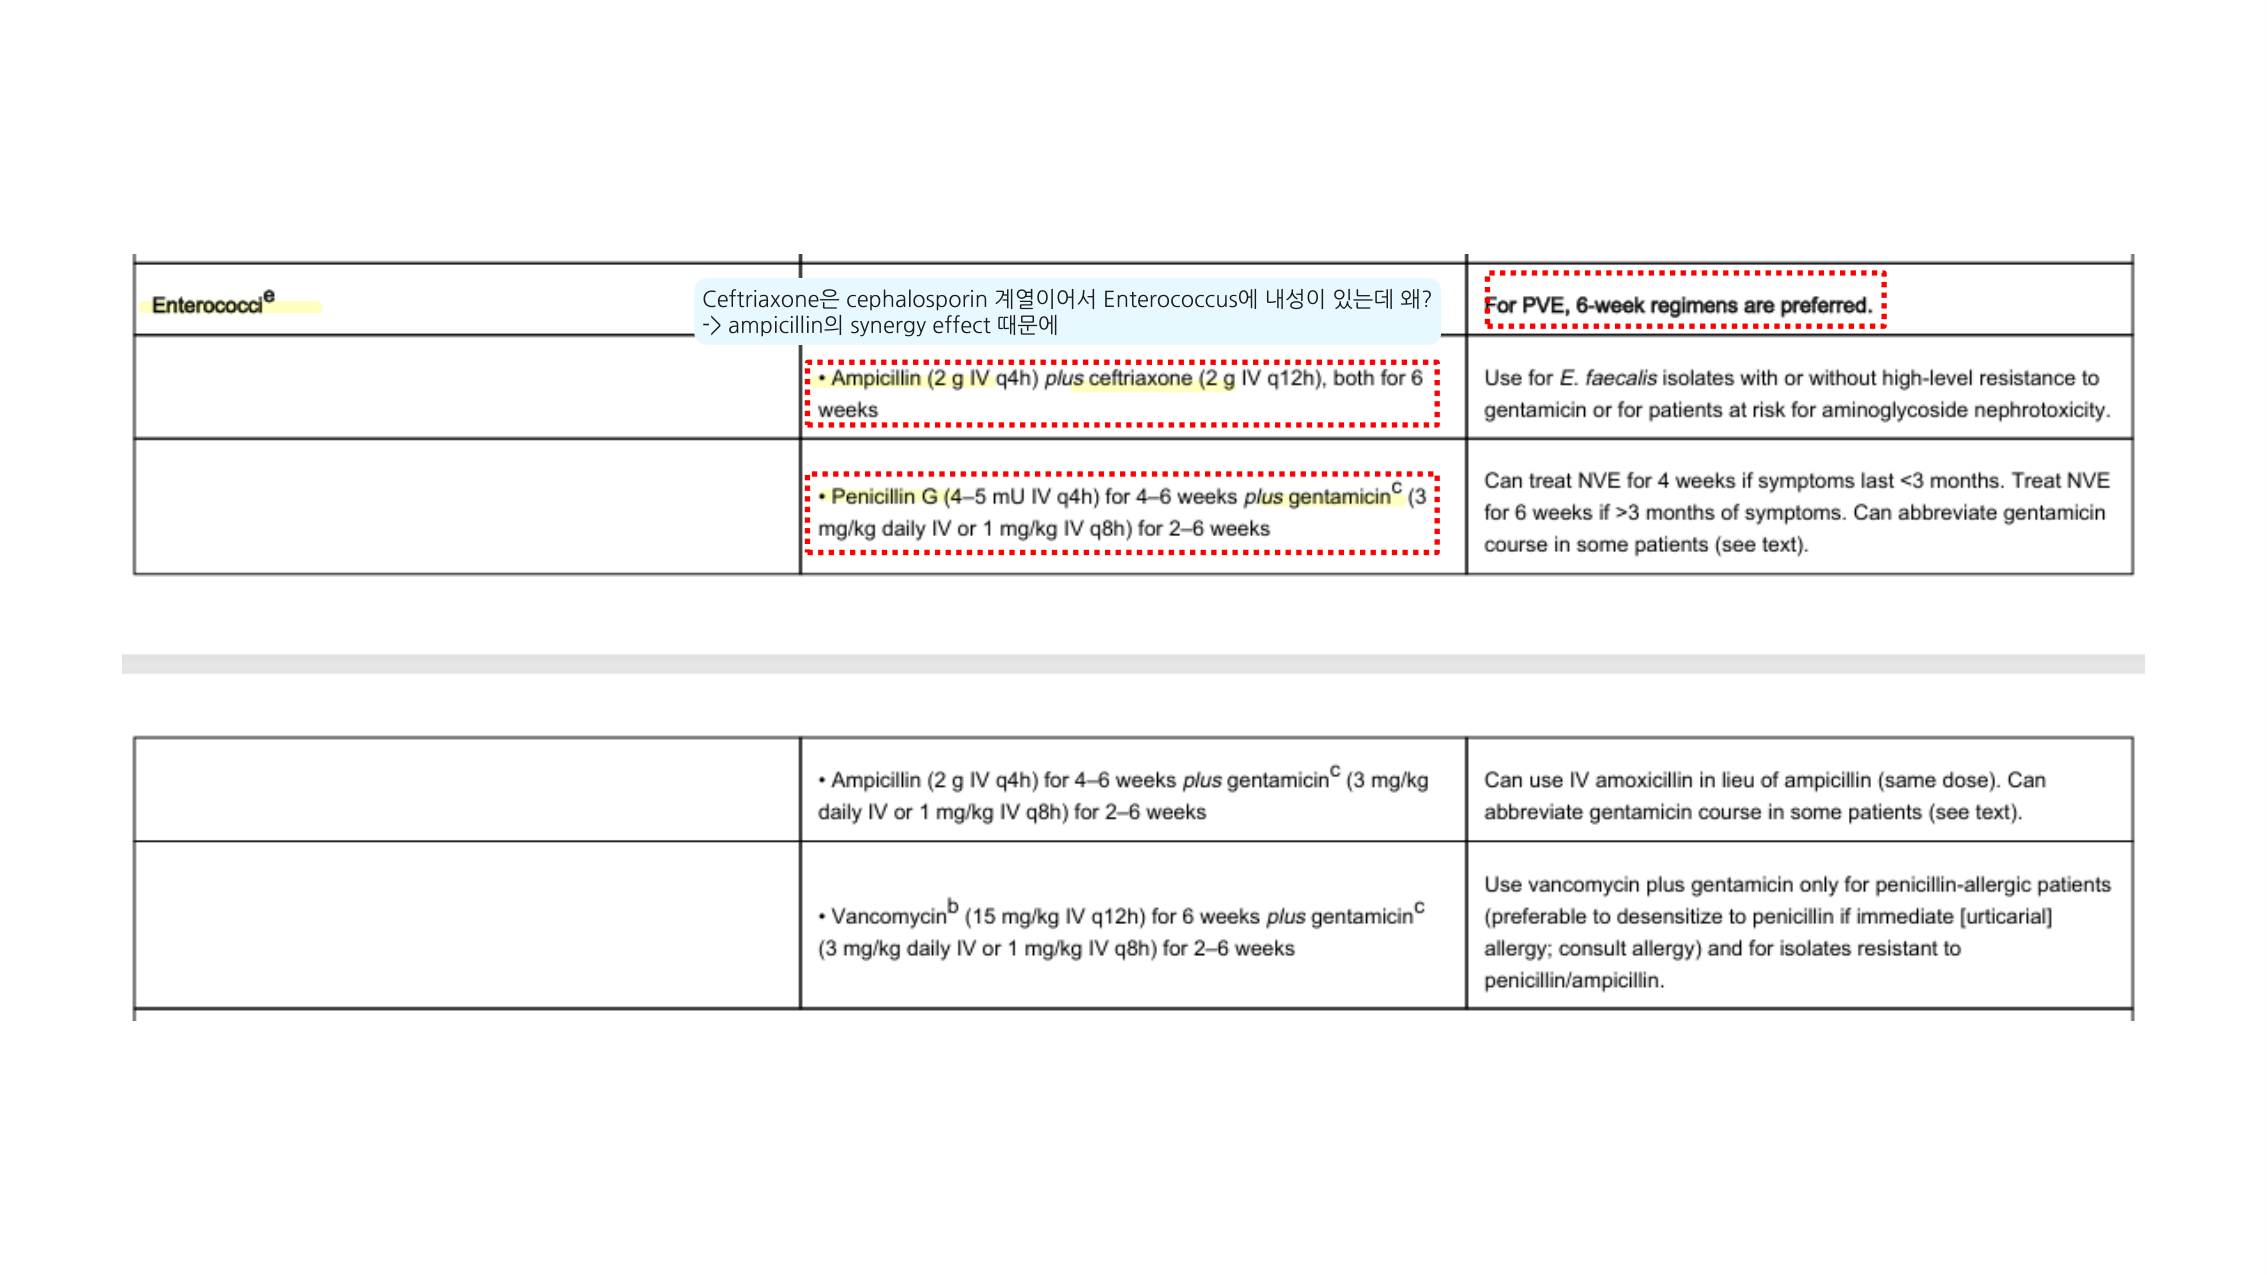 Enterococci^e
Ceftriaxone은 cephalosporin 계열이어서 Enterococcus에 내성이 있는데 왜?
-> ampicillin의 synergy effect 때문에
For PVE, 6-week regimens are preferred.
• Ampicillin (2 g IV q4h) plus ceftriaxone (2 g IV q12h), both for 6
weeks
Use for E. faecalis isolates with or without high-level resistance to
gentamicin or for patients at risk for aminoglycoside nephrotoxicity.
• Penicillin G (4–5 mU IV q4h) for 4–6 weeks plus gentamicin^c (3
mg/kg daily IV or 1 mg/kg IV q8h) for 2–6 weeks
Can treat NVE for 4 weeks if symptoms last <3 months. Treat NVE
for 6 weeks if >3 months of symptoms. Can abbreviate gentamicin
course in some patients (see text).
• Ampicillin (2 g IV q4h) for 4–6 weeks plus gentamicin^c (3 mg/kg
daily IV or 1 mg/kg IV q8h) for 2–6 weeks
Can use IV amoxicillin in lieu of ampicillin (same dose). Can
abbreviate gentamicin course in some patients (see text).
• Vancomycin^b (15 mg/kg IV q12h) for 6 weeks plus gentamicin^c
(3 mg/kg daily IV or 1 mg/kg IV q8h) for 2–6 weeks
Use vancomycin plus gentamicin only for penicillin-allergic patients
(preferable to desensitize to penicillin if immediate [urticarial]
allergy; consult allergy) and for isolates resistant to
penicillin/ampicillin.